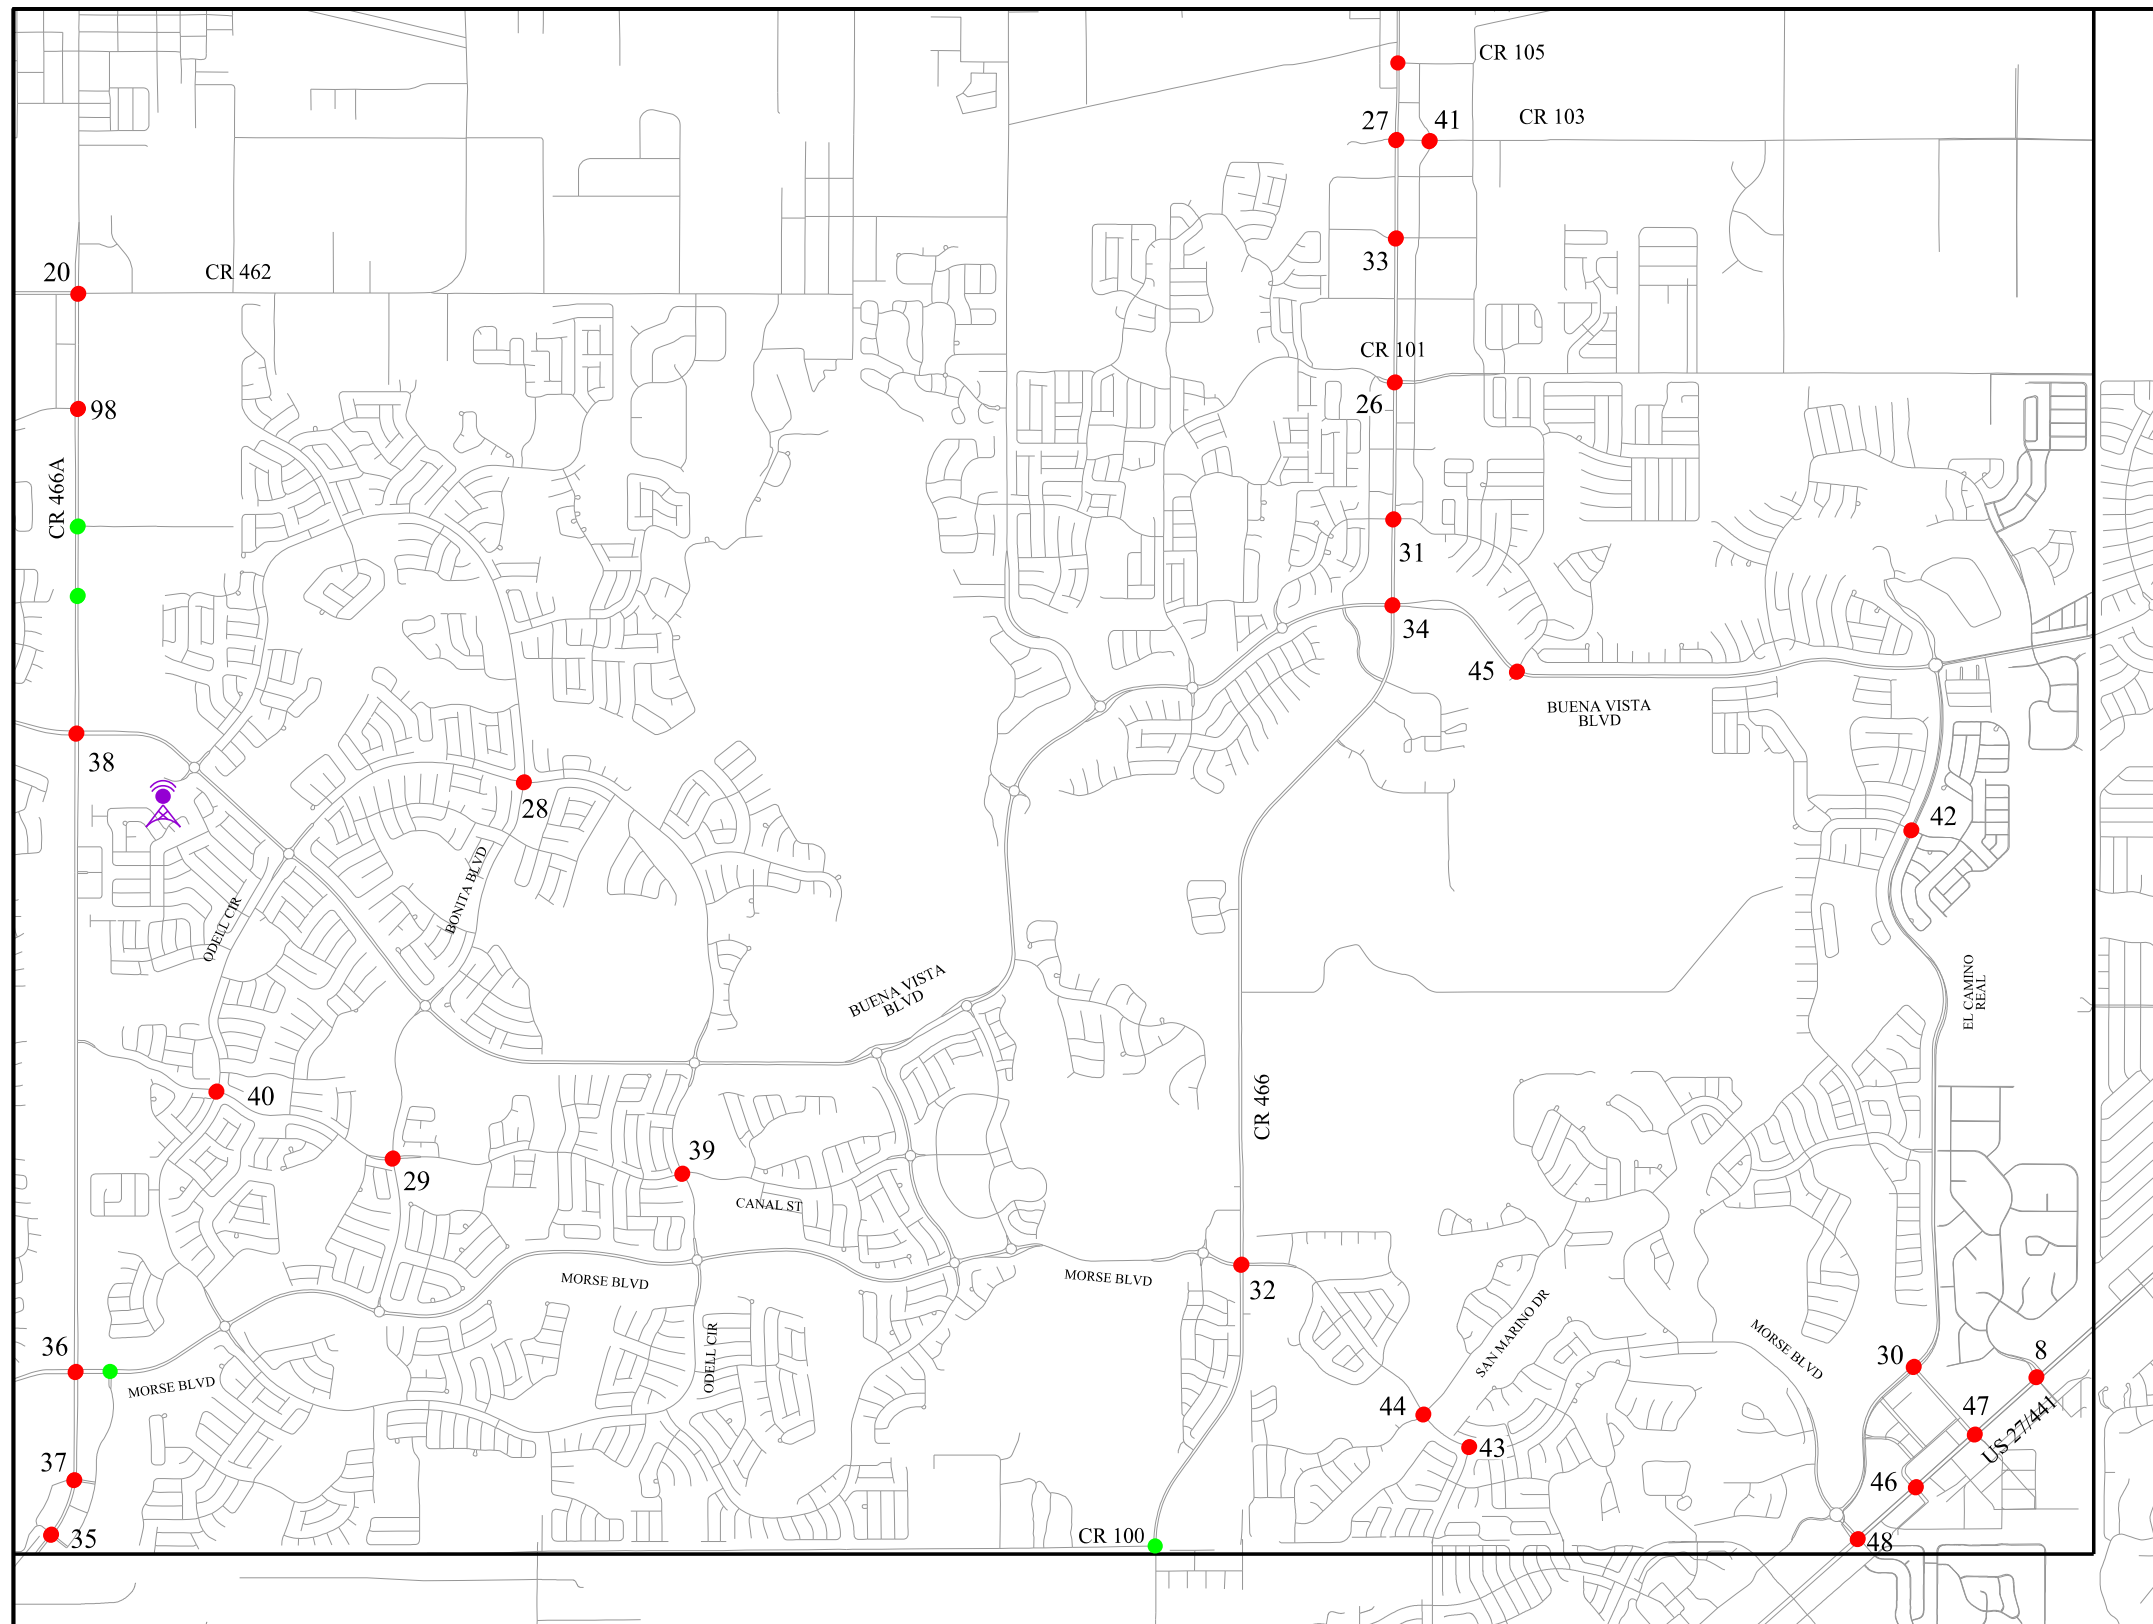 CR 105
27
41
CR 103
33
20
CR 462
CR 101
26
98
CR 466A
31
34
45
BUENA VISTA
BLVD
38
28
42
BONITA BLVD
ODELL CIR
BUENA VISTA
BLVD
EL CAMINO
REAL
40
CR 466
39
29
CANAL ST
MORSE BLVD
MORSE BLVD
32
SAN MARINO DR
MORSE BLVD
36
MORSE BLVD
ODELL CIR
30
8
44
47
US 27/441
43
37
46
35
CR 100
48